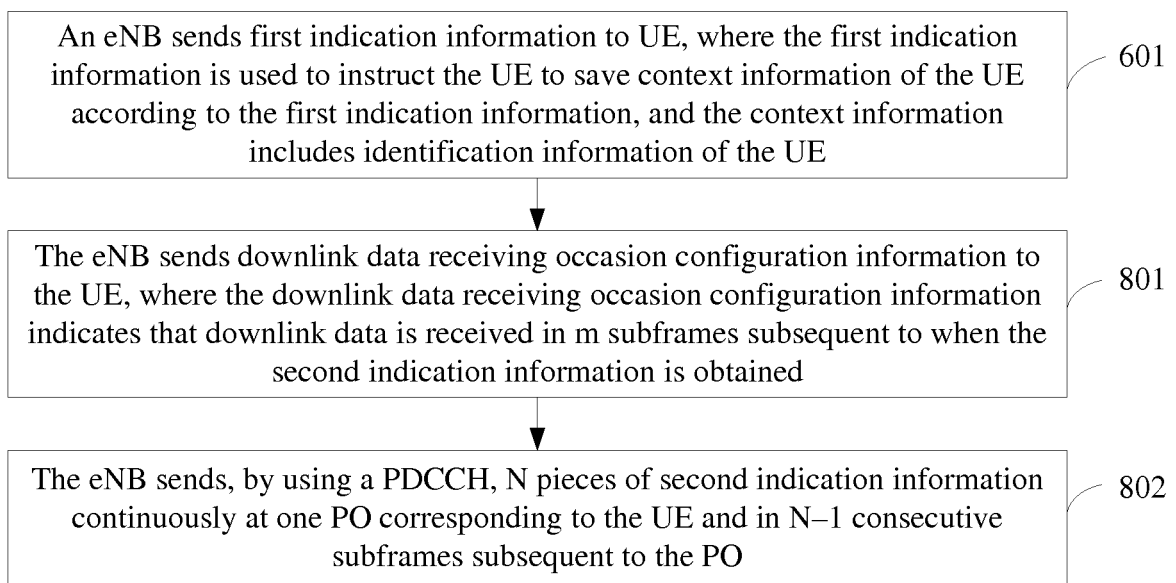 An eNB sends first indication information to UE, where the first indication
information is used to instruct the UE to save context information of the UE
according to the first indication information, and the context information
includes identification information of the UE
601
The eNB sends downlink data receiving occasion configuration information to
the UE, where the downlink data receiving occasion configuration information
indicates that downlink data is received in m subframes subsequent to when the
second indication information is obtained
801
The eNB sends, by using a PDCCH, N pieces of second indication information
continuously at one PO corresponding to the UE and in N–1 consecutive
subframes subsequent to the PO
802